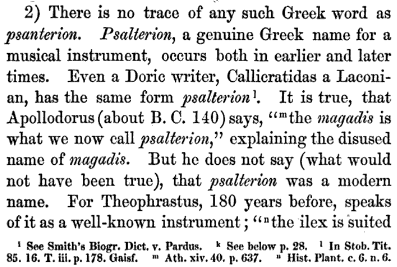 2) There is no trace of any such Greek word as
psanterion. Psalterion, a genuine Greek name for a
musical instrument, occurs both in earlier and later
times. Even a Doric writer, Callicratidas a Laconi-
an, has the same form psalterion¹. It is true, that
Apollodorus (about B. C. 140) says, "ᵐthe magadis is
what we now call psalterion," explaining the disused
name of magadis. But he does not say (what would
not have been true), that psalterion was a modern
name. For Theophrastus, 180 years before, speaks
of it as a well-known instrument; "ⁿthe ilex is suited
¹ See Smith's Biogr. Dict. v. Pardus. ᵏ See below p. 28. ˡ In Stob. Tit.
85. 16. T. iii. p. 178. Gaisf. ᵐ Ath. xiv. 40. p. 637. ⁿ Hist. Plant. c. 6. n. 6.